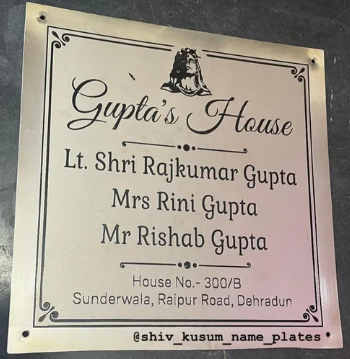 Gupta's House
Lt. Shri Rajkumar Gupta
Mrs Rini Gupta
Mr Rishab Gupta
House No.- 300/B
Sunderwala, Raipur Road, Dehradun
@shiv_kusum_name_plates